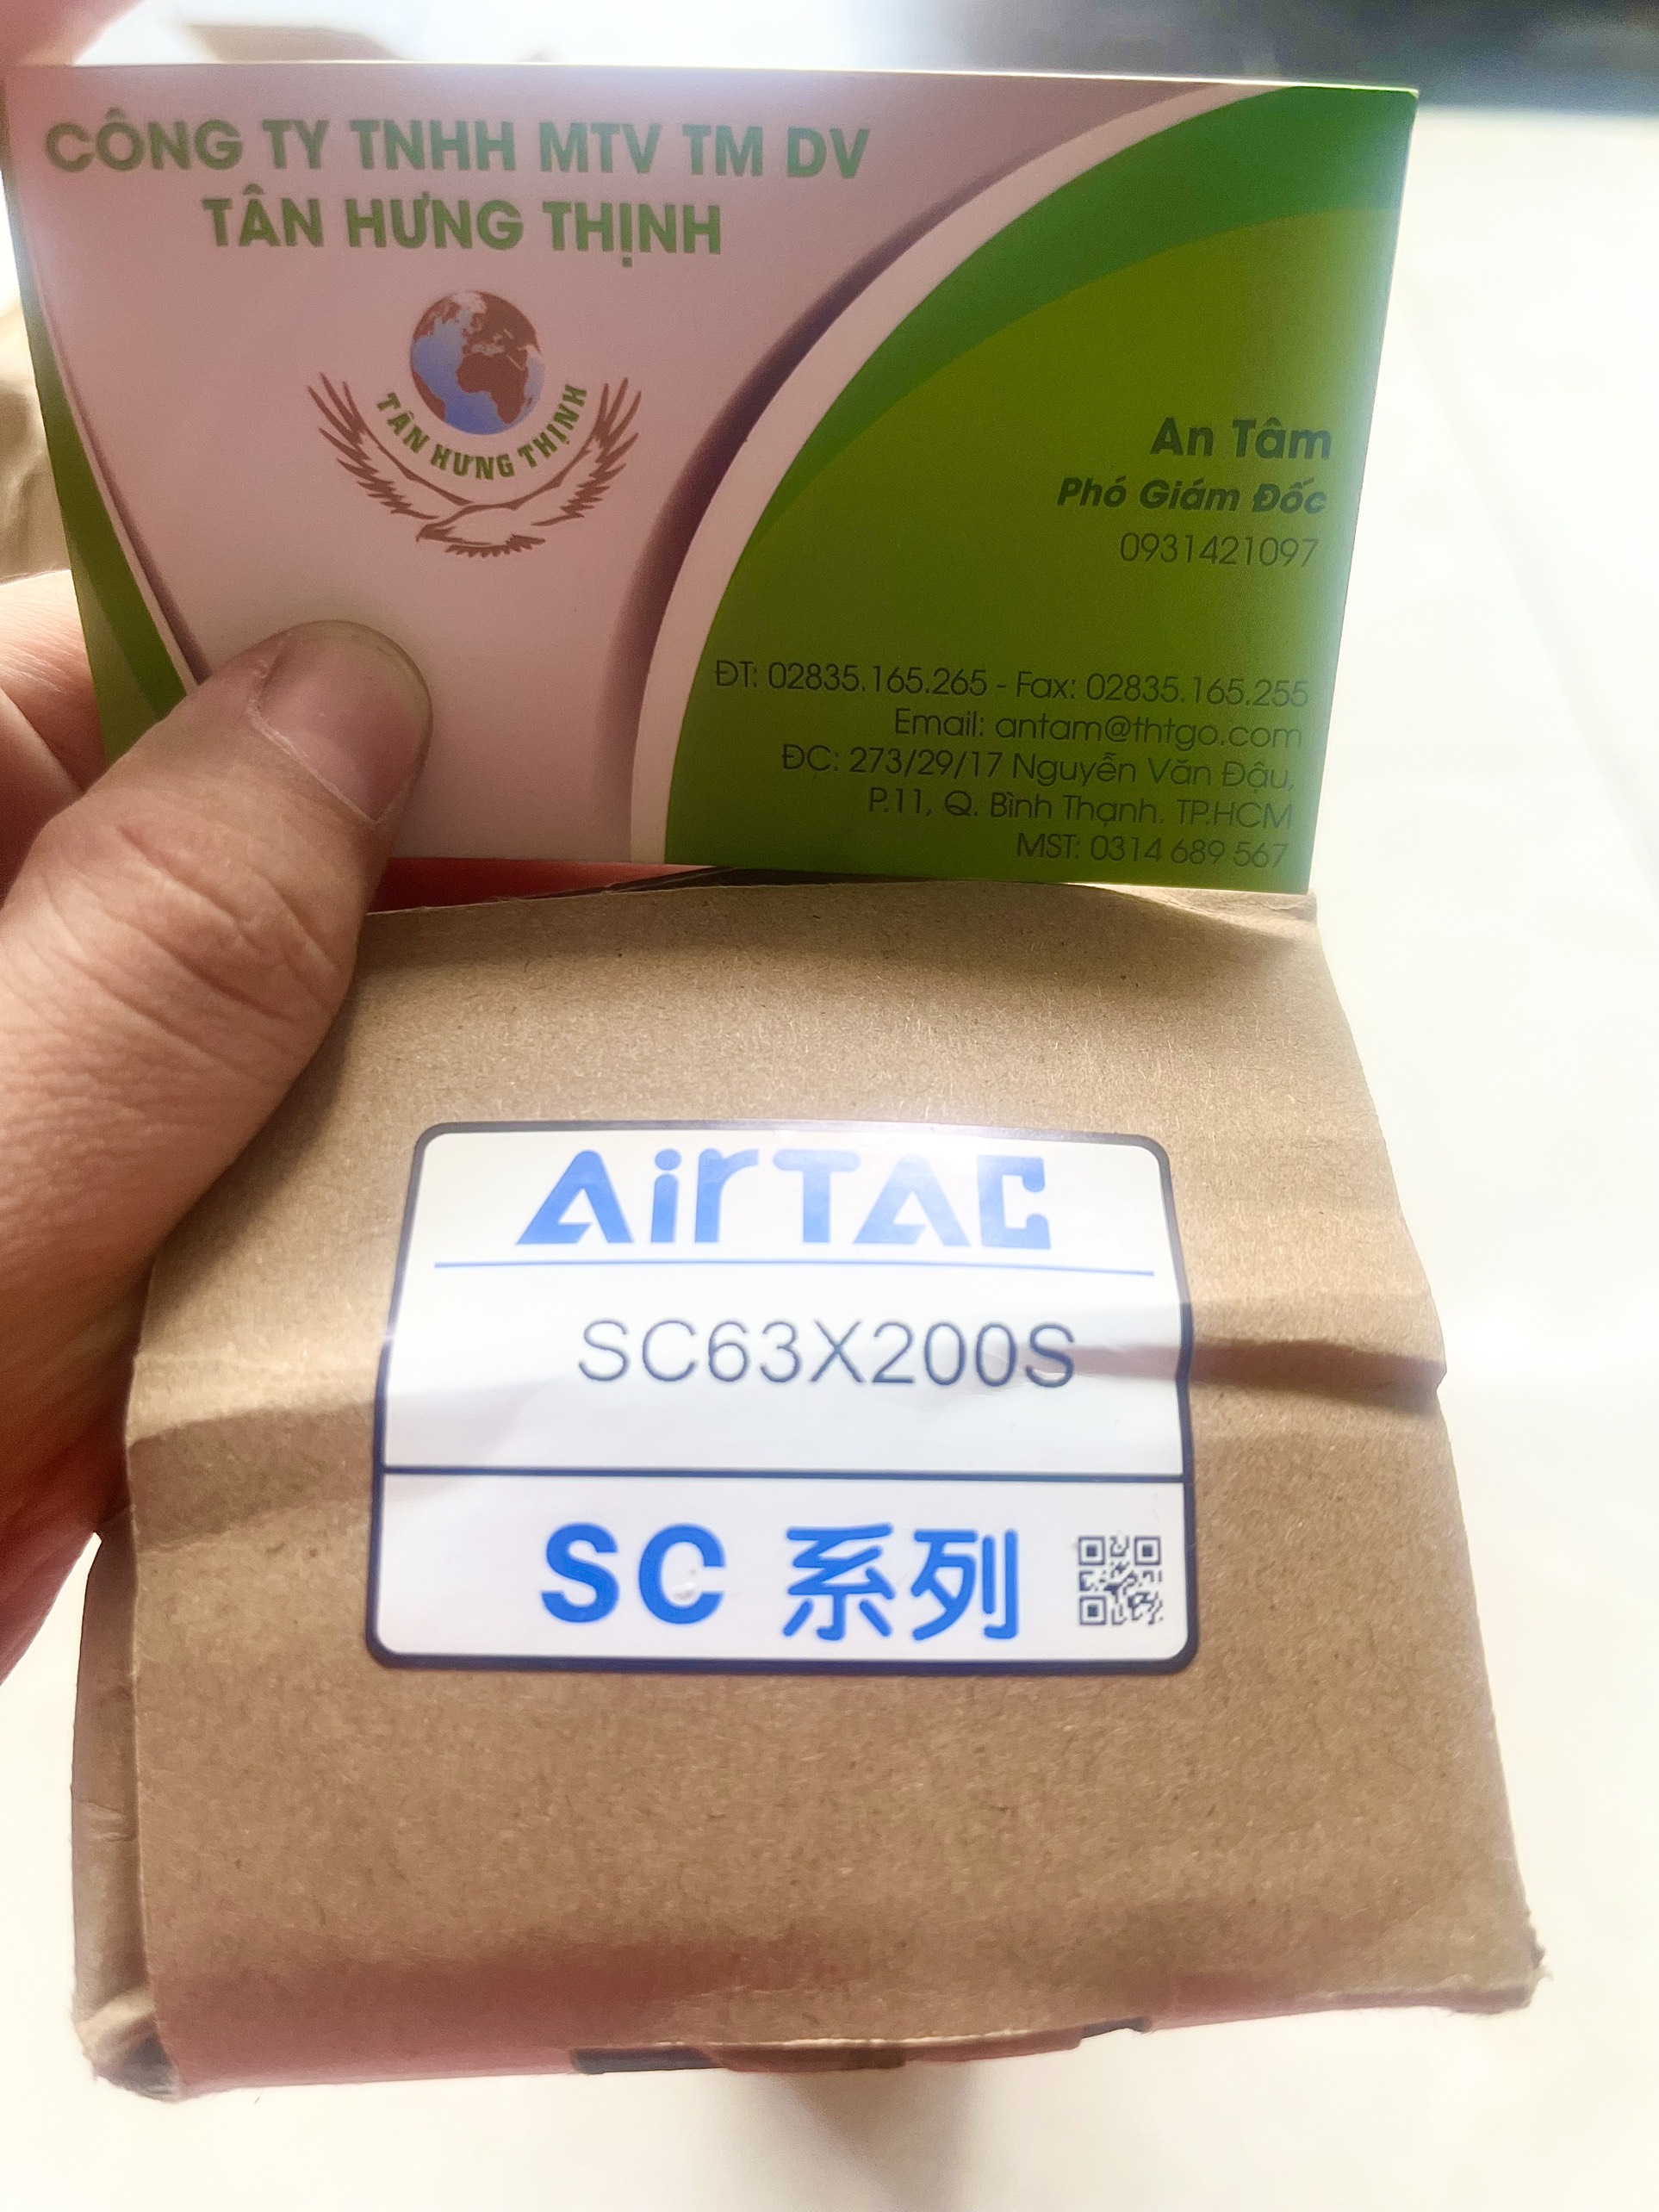 CÔNG TY TNHH MTV TM DV
TÂN HƯNG THỊNH
TÂN HƯNG THỊNH
An Tâm
Phó Giám Đốc
0931421097
ĐT: 02835.165.265 - Fax: 02835.165.255
Email: antam@thtgo.com
ĐC: 273/29/17 Nguyễn Văn Đậu,
P.11, Q. Bình Thạnh. TP.HCM
MST: 0314 689 567
AirTAC
SC63X200S
SC 系列